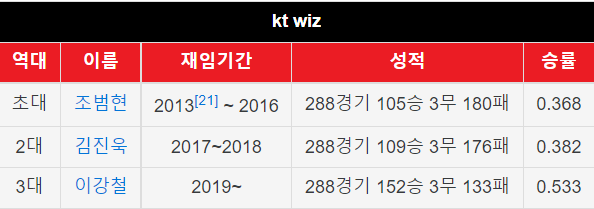 kt wiz
역대 이름 재임기간 성적 승률
초대 조범현 2013[21] ~ 2016 288경기 105승 3무 180패 0.368
2대 김진욱 2017~2018 288경기 109승 3무 176패 0.382
3대 이강철 2019~ 288경기 152승 3무 133패 0.533